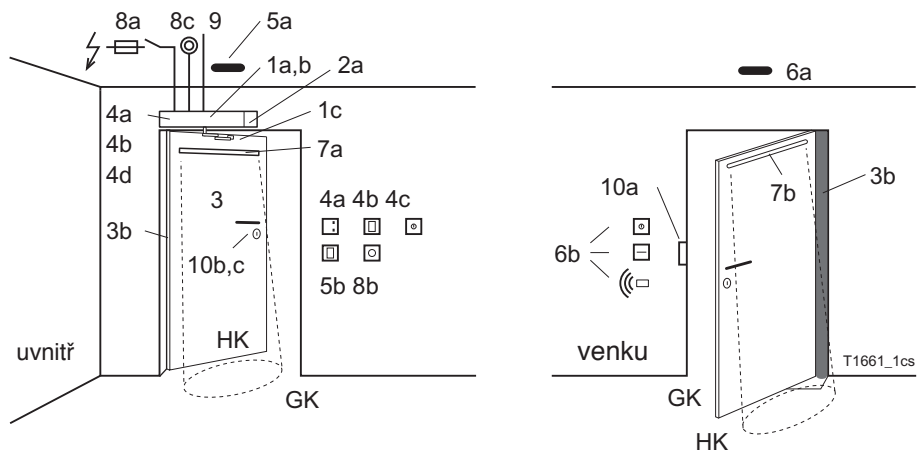 8a 8c 9 5a
1a,b 2a
4a 1c
4b 7a
4d
3 4a 4b 4c
3b
10b,c
5b 8b
HK
uvnitř
GK
6a
10a 7b 3b
6b
venku
T1661_1cs
GK
HK